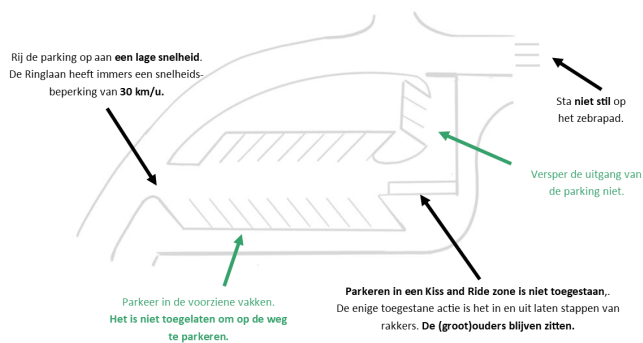 Rij de parking op aan een lage snelheid.
De Ringlaan heeft immers een snelheids-
beperking van 30 km/u.
Sta niet stil op
het zebrapad.
Versper de uitgang van
de parking niet.
Parkeren in een Kiss and Ride zone is niet toegestaan,.
De enige toegestane actie is het in en uit laten stappen van
rakkers. De (groot)ouders blijven zitten.
Parkeer in de voorziene vakken.
Het is niet toegelaten om op de weg
te parkeren.